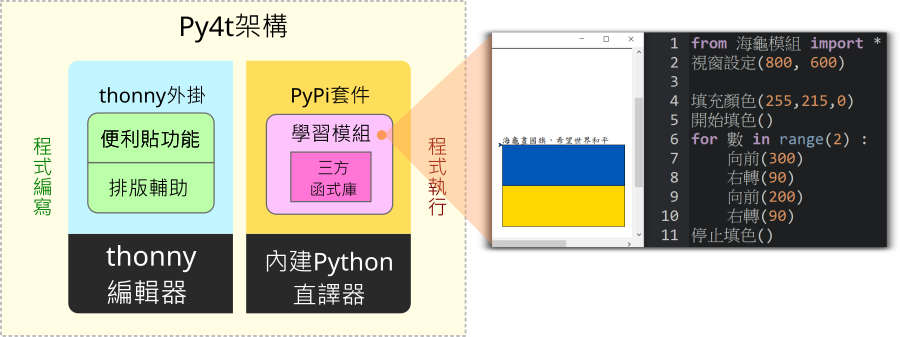 Py4t架構
thonny外掛
便利貼功能
排版輔助
thonny
編輯器
程式編寫
PyPi套件
學習模組
三方
函式庫
內建Python
直譯器
程式執行
海龜畫國旗，希望世界和平
1 from 海龜模組 import *
2 視窗設定(800, 600)
3
4 填充顏色(255,215,0)
5 開始填色()
6 for 數 in range(2) :
7     向前(300)
8     右轉(90)
9     向前(200)
10     右轉(90)
11 停止填色()